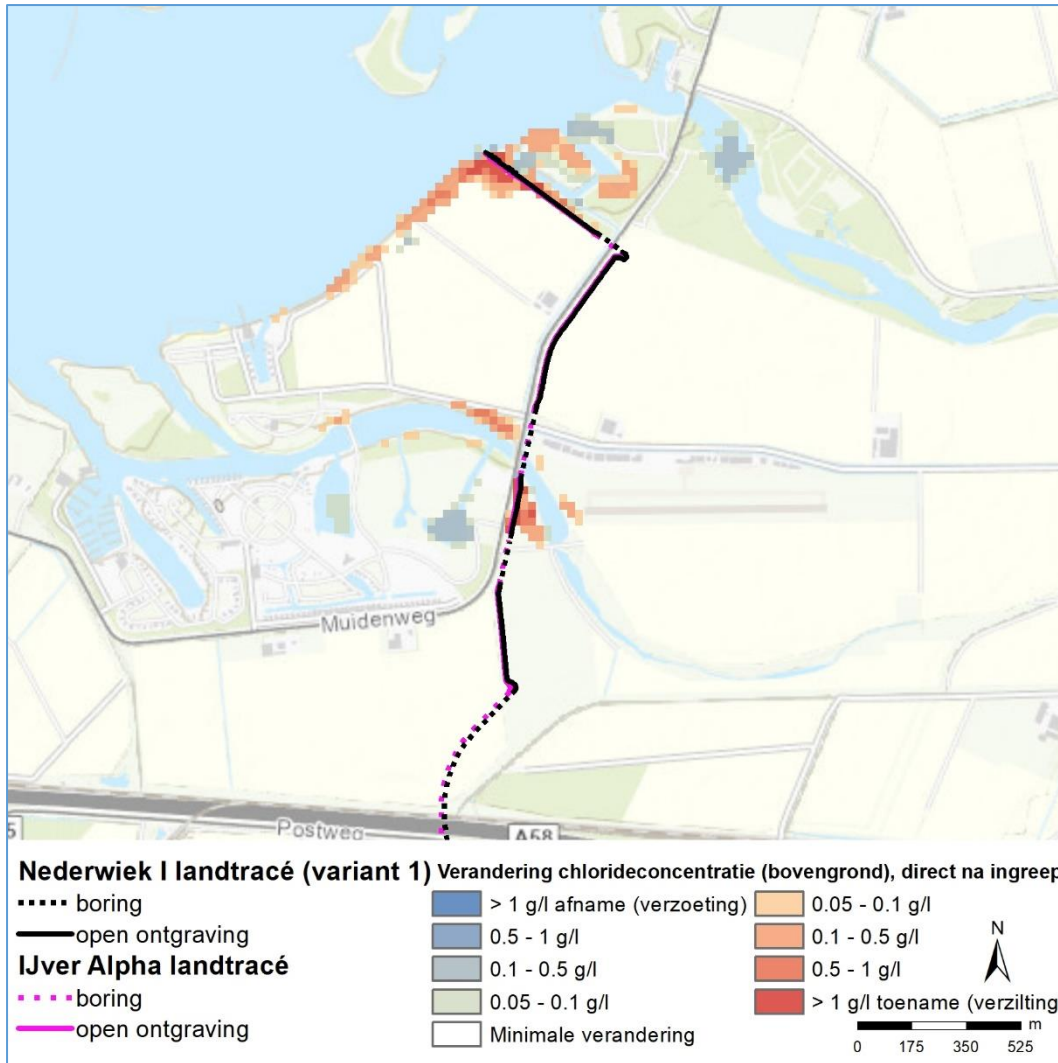 Muidenweg
5
Postweg
A58
Nederwiek I landtracé (variant 1)
boring
open ontgraving
IJver Alpha landtracé
boring
open ontgraving
Verandering chlorideconcentratie (bovengrond), direct na ingreep
> 1 g/l afname (verzoeting)
0.5 - 1 g/l
0.1 - 0.5 g/l
0.05 - 0.1 g/l
Minimale verandering
0.05 - 0.1 g/l
0.1 - 0.5 g/l
0.5 - 1 g/l
> 1 g/l toename (verzilting
N
m
0 175 350 525